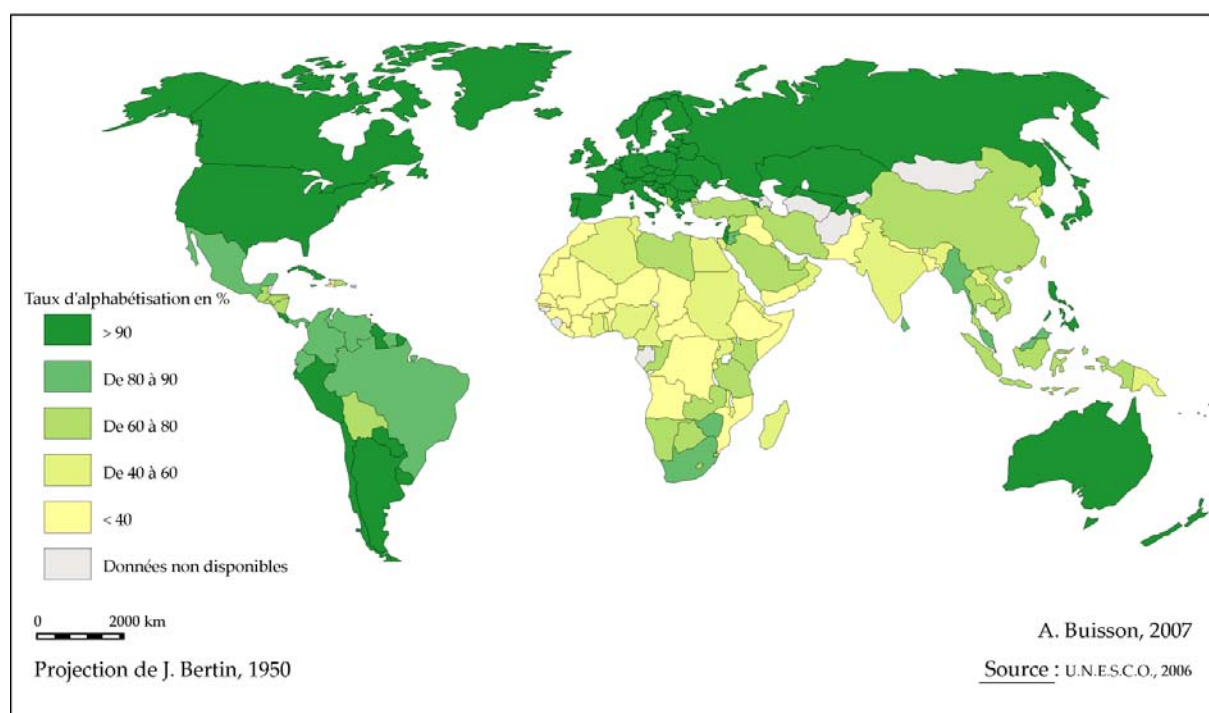 Taux d'alphabétisation en %
> 90
De 80 à 90
De 60 à 80
De 40 à 60
< 40
Données non disponibles
0 2000 km
Projection de J. Bertin, 1950
A. Buisson, 2007
Source : U.N.E.S.C.O., 2006